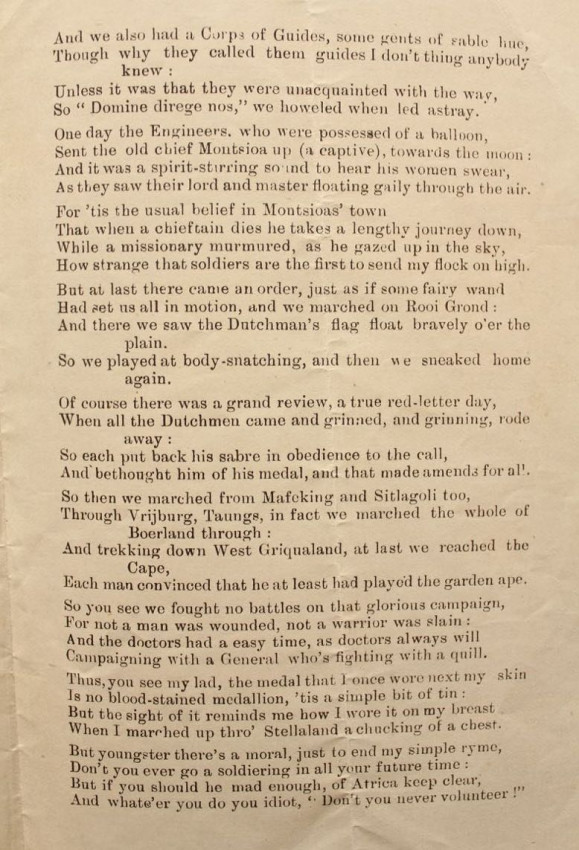 And we also had a Corps of Guides, some gents of sable hue,
Though why they called them guides I don't thing anybody
knew :
Unless it was that they were unacquainted with the way,
So " Domine direge nos," we howeled when led astray.
One day the Engineers. who were possessed of a balloon,
Sent the old chief Montsioa up (a captive), towards the moon :
And it was a spirit-stirring sound to hear his women swear,
As they saw their lord and master floating gaily through the air.
For 'tis the usual belief in Montsioas' town
That when a chieftain dies he takes a lengthy journey down,
While a missionary murmured, as he gazed up in the sky,
How strange that soldiers are the first to send my flock on high.
But at last there came an order, just as if some fairy wand
Had set us all in motion, and we marched on Rooi Grond :
And there we saw the Dutchman's flag float bravely o'er the
plain.
So we played at body-snatching, and then we sneaked home
again.
Of course there was a grand review, a true red-letter day,
When all the Dutchmen came and grinned, and grinning, rode
away :
So each put back his sabre in obedience to the call,
And bethought him of his medal, and that made amends for all.
So then we marched from Mafeking and Sitlagoli too,
Through Vrijburg, Taungs, in fact we marched the whole of
Boerland through :
And trekking down West Griqualand, at last we reached the
Cape,
Each man convinced that he at least had played the garden ape.
So you see we fought no battles on that glorious campaign,
For not a man was wounded, not a warrior was slain :
And the doctors had a easy time, as doctors always will
Campaigning with a General who's fighting with a quill.
Thus, you see my lad, the medal that I once wore next my skin
Is no blood-stained medallion, 'tis a simple bit of tin :
But the sight of it reminds me how I wore it on my breast
When I marched up thro' Stellaland a chucking of a chest.
But youngster there's a moral, just to end my simple ryme,
Don't you ever go a soldiering in all your future time :
But if you should be mad enough, of Africa keep clear,
And whate'er you do you idiot, " Don't you never volunteer !"